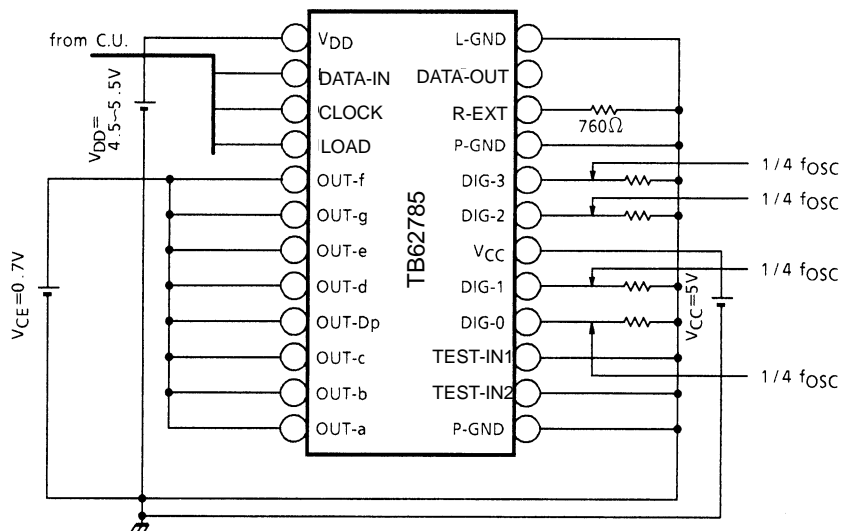 from C.U.
VDD=
4.5~5.5V
VCE=0.7V
VDD
DATA-IN
CLOCK
LOAD
OUT-f
OUT-g
OUT-e
OUT-d
OUT-Dp
OUT-c
OUT-b
OUT-a
TB62785
L-GND
DATA-OUT
R-EXT
P-GND
DIG-3
DIG-2
VCC
DIG-1
DIG-0
TEST-IN1
TEST-IN2
P-GND
760Ω
1/4 fOSC
1/4 fOSC
1/4 fOSC
1/4 fOSC
VCC=5V